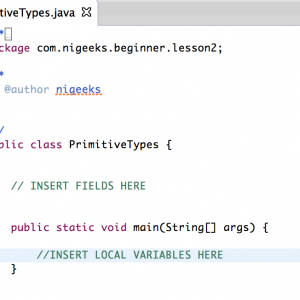 itiveTypes.java
*
ckage com.nigeeks.beginner.lesson2;
*
@author nigeeks
/
blic class PrimitiveTypes {
// INSERT FIELDS HERE
public static void main(String[] args) {
//INSERT LOCAL VARIABLES HERE
}